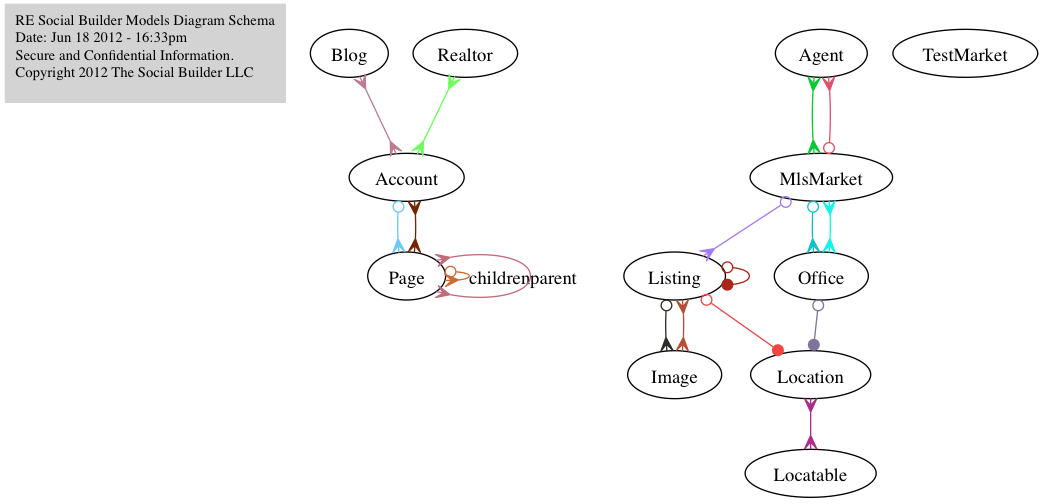 RE Social Builder Models Diagram Schema
Date: Jun 18 2012 - 16:33pm
Secure and Confidential Information.
Copyright 2012 The Social Builder LLC
Blog
Realtor
Agent
TestMarket
Account
MlsMarket
Page
childrenparent
Listing
Office
Image
Location
Locatable